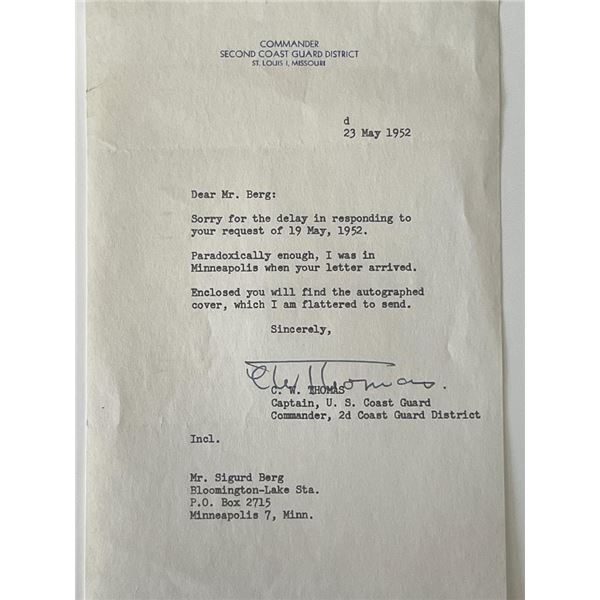 COMMANDER
SECOND COAST GUARD DISTRICT
ST. LOUIS 1, MISSOURI
d
23 May 1952
Dear Mr. Berg:
Sorry for the delay in responding to
your request of 19 May, 1952.
Paradoxically enough, I was in
Minneapolis when your letter arrived.
Enclosed you will find the autographed
cover, which I am flattered to send.
Sincerely,
C. W. THOMAS
Captain, U. S. Coast Guard
Commander, 2d Coast Guard District
Incl.
Mr. Sigurd Berg
Bloomington-Lake Sta.
P.O. Box 2715
Minneapolis 7, Minn.